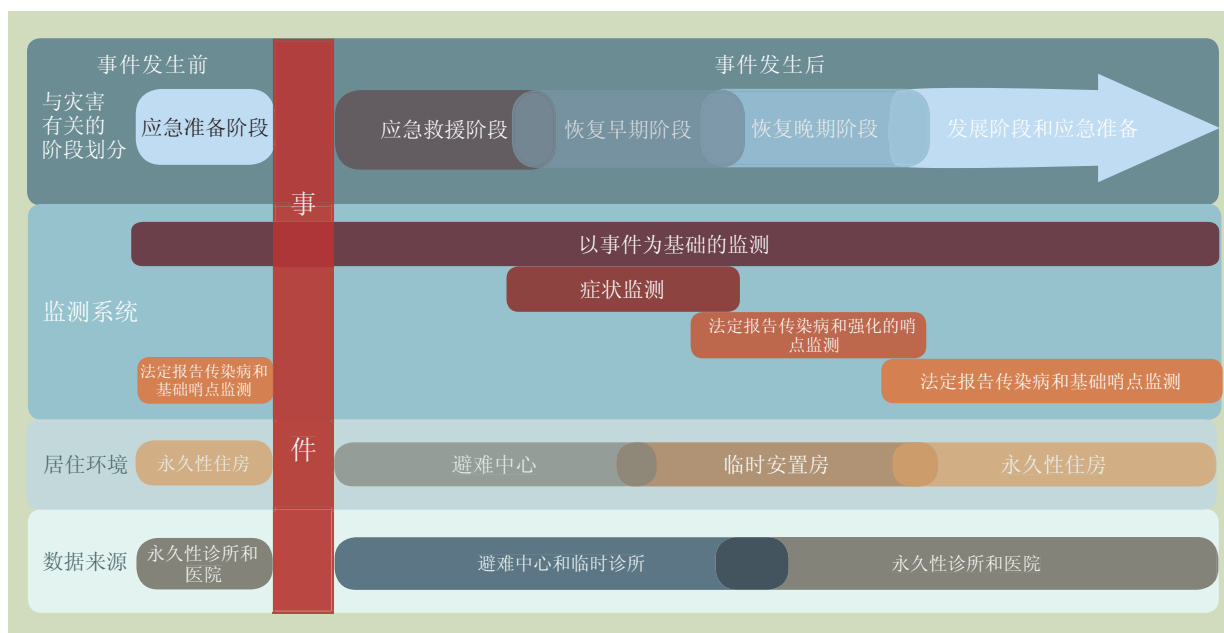 事件发生前
事件发生后
与灾害
有关的
阶段划分
应急准备阶段
应急救援阶段
恢复早期阶段
恢复晚期阶段
发展阶段和应急准备
事
件
监测系统
以事件为基础的监测
症状监测
法定报告传染病和强化的哨
点监测
法定报告传染病和
基础哨点监测
法定报告传染病和基础哨点监测
居住环境
永久性住房
避难中心
临时安置房
永久性住房
数据来源
永久性诊所和
医院
避难中心和临时诊所
永久性诊所和医院